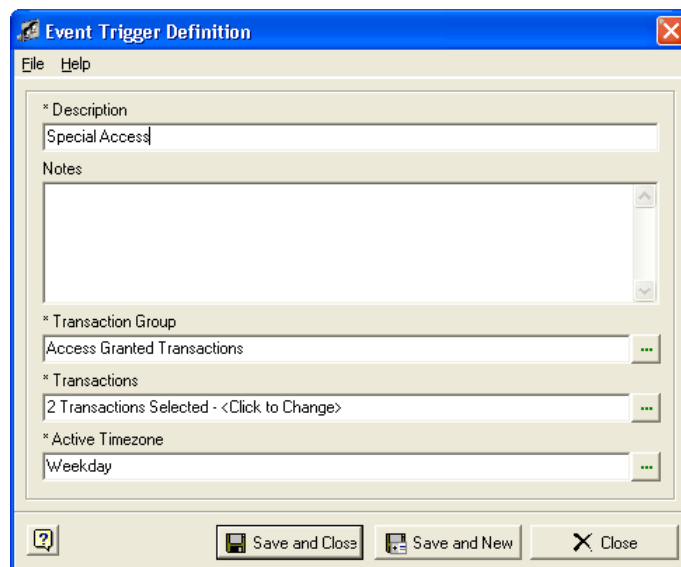 Event Trigger Definition
File Help
* Description
Special Access
Notes
* Transaction Group
Access Granted Transactions
...
* Transactions
2 Transactions Selected - <Click to Change>
...
* Active Timezone
Weekday
...
Save and Close Save and New Close